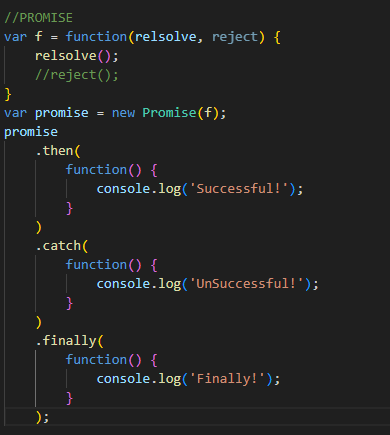 //PROMISE
var f = function(relsolve, reject) {
    relsolve();
    //reject();
}
var promise = new Promise(f);
promise
    .then(
        function() {
            console.log('Successful!');
        }
    )
    .catch(
        function() {
            console.log('UnSuccessful!');
        }
    )
    .finally(
        function() {
            console.log('Finally!');
        }
    );